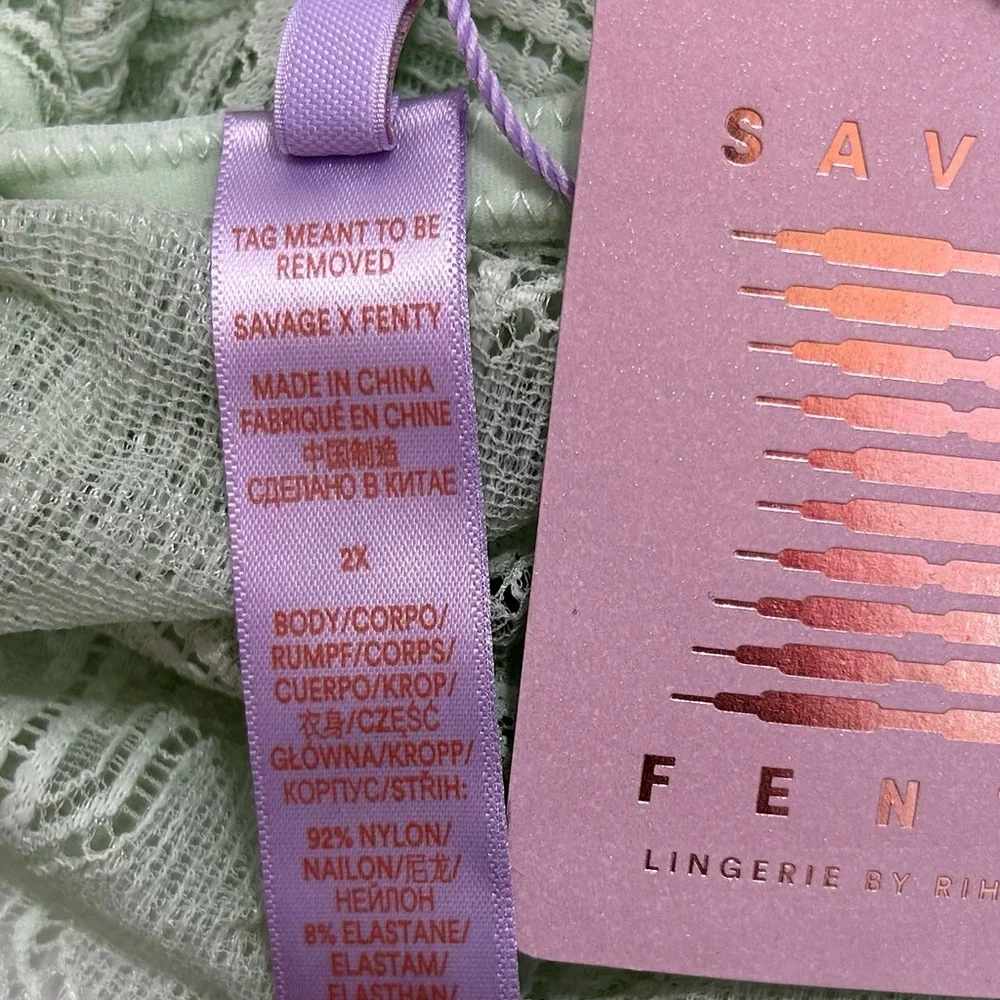 TAG MEANT TO BE
REMOVED
SAVAGE X FENTY
MADE IN CHINA
FABRIQUÉ EN CHINE
中国制造
СДЕЛАНО В КИТАЕ
2X
BODY/CORPO/
RUMPF/CORPS/
CUERPO/KROP/
衣身/CZĘŚĆ
GŁÓWNA/KROPP/
КОРПУС/STŘIH:
92% NYLON/
NAILON/尼龙/
НЕЙЛОН
8% ELASTANE/
ELASTAM/
ELASTHAN/
SAV
FEN
LINGERIE BY RIH